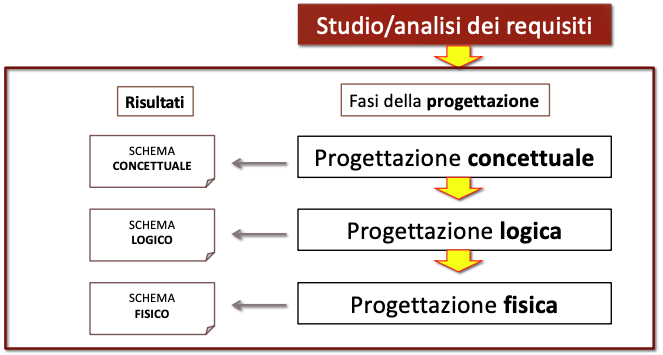 Studio/analisi dei requisiti
Risultati
Fasi della progettazione
SCHEMA
CONCETTUALE
Progettazione concettuale
SCHEMA
LOGICO
Progettazione logica
SCHEMA
FISICO
Progettazione fisica